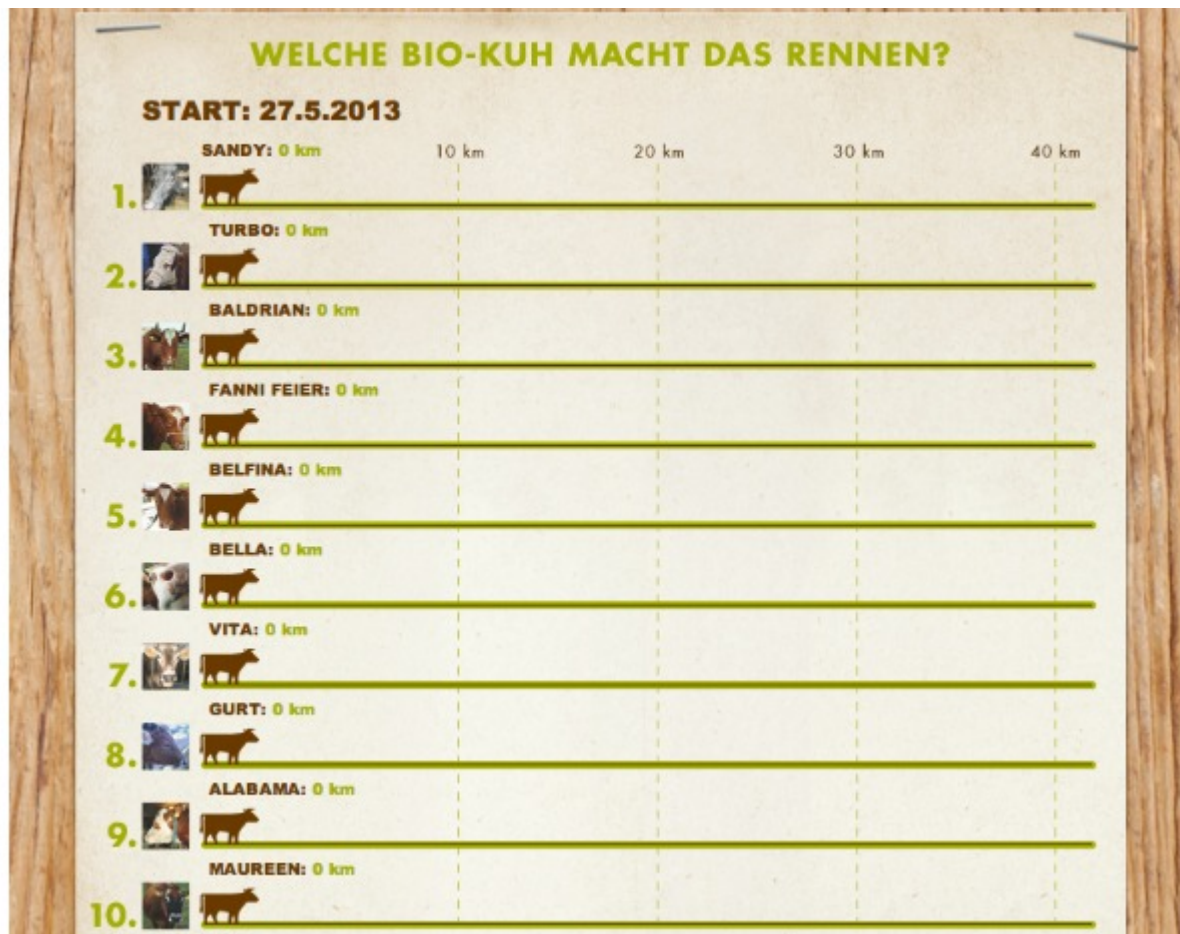 WELCHE BIO-KUH MACHT DAS RENNEN?
START: 27.5.2013
SANDY: 0 km 10 km 20 km 30 km 40 km
1.
TURBO: 0 km
2.
BALDRIAN: 0 km
3.
FANNI FEIER: 0 km
4.
BELFINA: 0 km
5.
BELLA: 0 km
6.
VITA: 0 km
7.
GURT: 0 km
8.
ALABAMA: 0 km
9.
MAUREEN: 0 km
10.